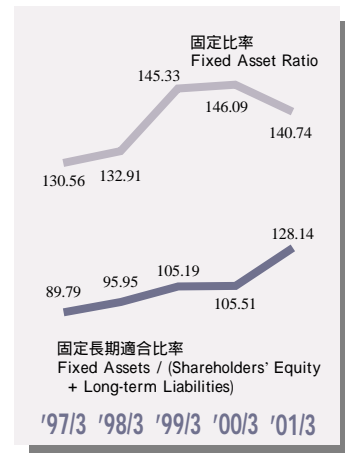 固定比率
Fixed Asset Ratio
145.33
146.09
140.74
130.56 132.91
128.14
105.19
95.95
89.79
105.51
固定長期適合比率
Fixed Assets / (Shareholders' Equity
+ Long-term Liabilities)
'97/3 '98/3 '99/3 '00/3 '01/3